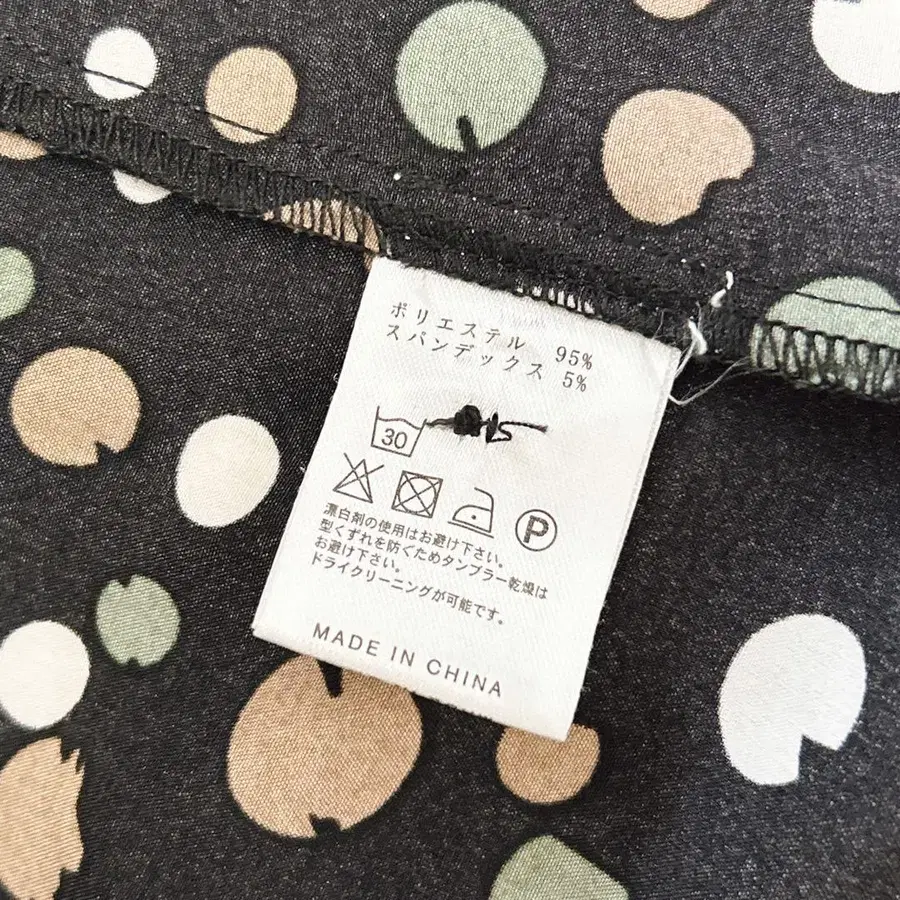 ポリエステル 95%
スパンデックス 5%
30
P
漂白剤の使用はお避け下さい。
型くずれを防ぐためタンブラー乾燥は
お避け下さい。
ドライクリーニングが可能です。
MADE IN CHINA